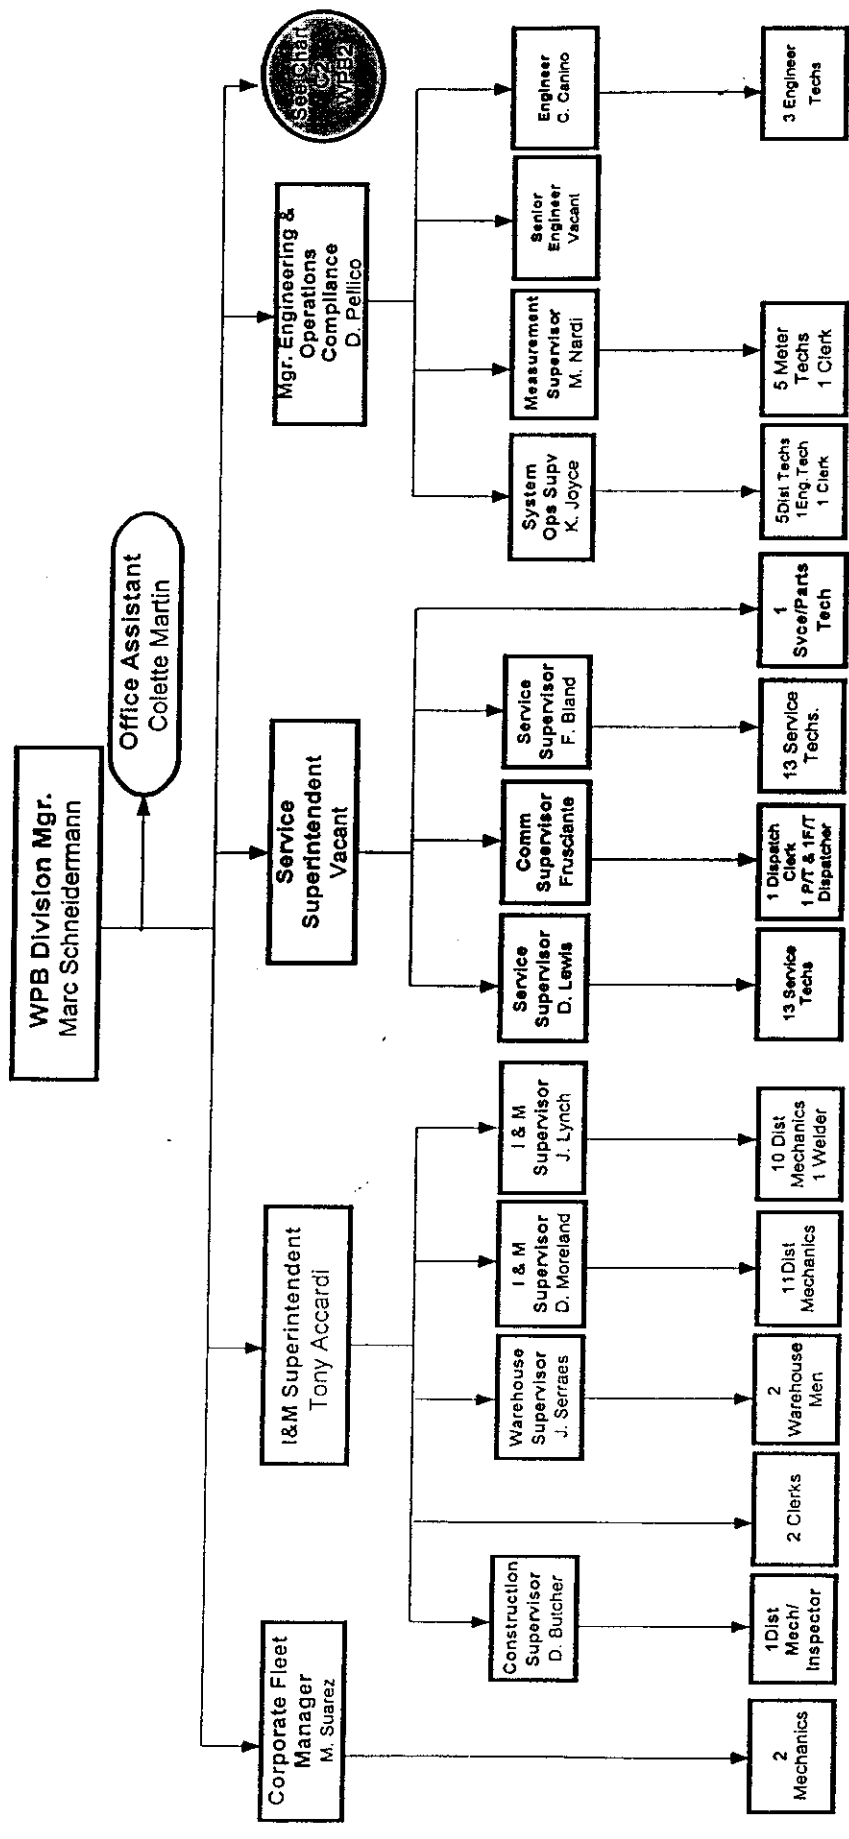 WPB Division Mgr.
Marc Schneidermann
Office Assistant
Colette Martin
Corporate Fleet
Manager
M. Suarez
I&M Superintendent
Tony Accardi
Service
Superintendent
Vacant
Mgr. Engineering &
Operations
Compliance
D. Pellico
(See Chart
C2
WPB2)
Construction
Supervisor
D. Butcher
Warehouse
Supervisor
J. Serraes
I & M
Supervisor
D. Moreland
I & M
Supervisor
J. Lynch
Service
Supervisor
D. Lewis
Comm
Supervisor
Frusciante
Service
Supervisor
F. Bland
System
Ops Supv
K. Joyce
Measurement
Supervisor
M. Nardi
Senior
Engineer
Vacant
Engineer
C. Canino
2
Mechanics
1Dist
Mech/
Inspector
2 Clerks
2
Warehouse
Men
11Dist
Mechanics
10 Dist
Mechanics
1 Welder
13 Service
Techs
1 Dispatch
Clerk
1 P/T & 1F/T
Dispatcher
13 Service
Techs.
1
Svce/Parts
Tech
5Dist Techs
1Eng.Tech
1 Clerk
5 Meter
Techs
1 Clerk
3 Engineer
Techs